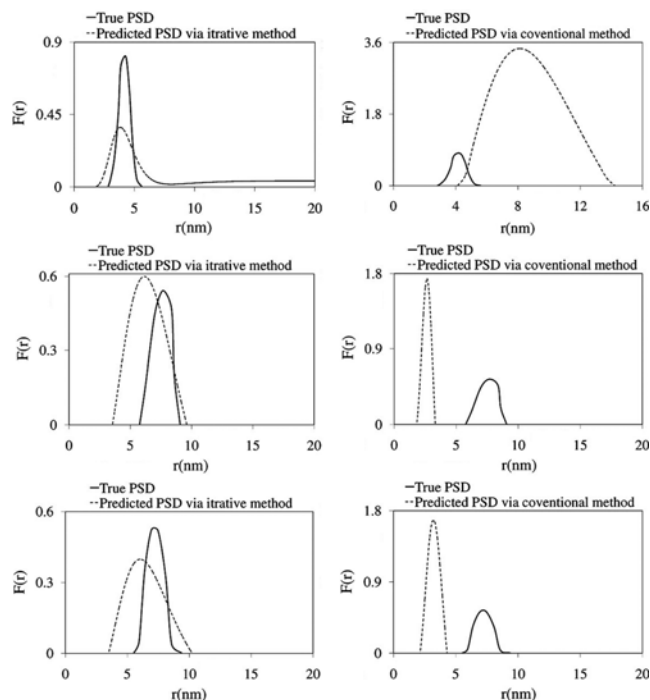 True PSD
Predicted PSD via itrative method
0.9
0.45
0
F(r)
0 5 10 15 20
r(nm)
True PSD
Predicted PSD via coventional method
3.6
1.8
0
F(r)
0 4 8 12 16
r(nm)
True PSD
Predicted PSD via itrative method
0.6
0.3
0
F(r)
0 5 10 15 20
r(nm)
True PSD
Predicted PSD via coventional method
1.8
0.9
0
F(r)
0 5 10 15 20
r(nm)
True PSD
Predicted PSD via itrative method
0.6
0.3
0
F(r)
0 5 10 15 20
r(nm)
True PSD
Predicted PSD via coventional method
1.8
0.9
0
F(r)
0 5 10 15 20
r(nm)